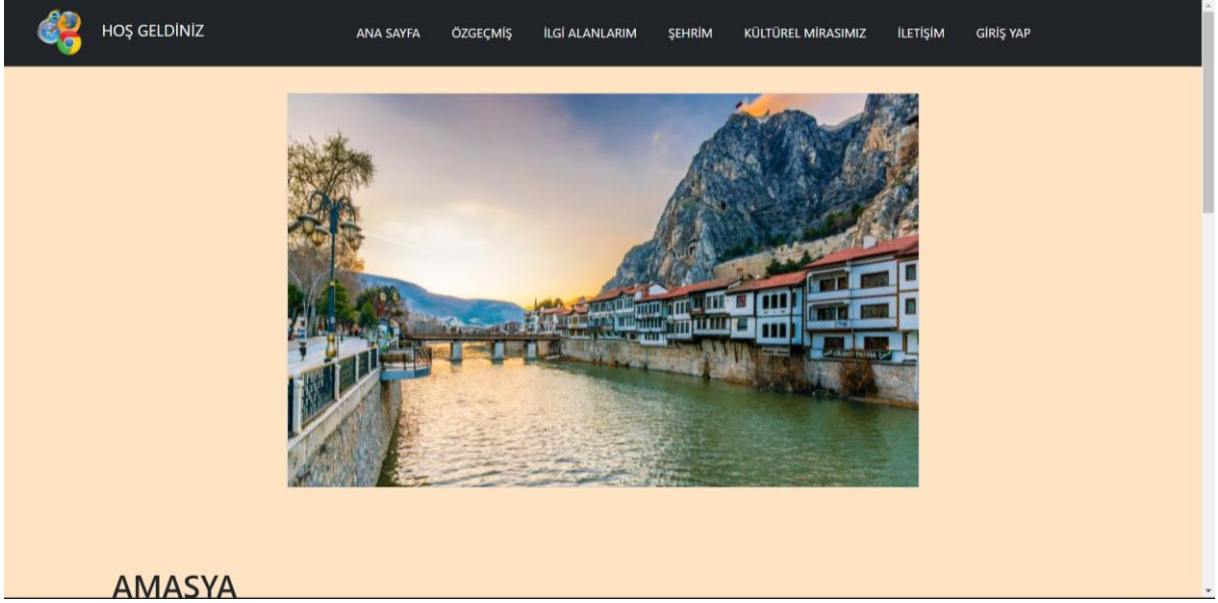 HOŞ GELDİNİZ
ANA SAYFA ÖZGEÇMİŞ İLGİ ALANLARIM ŞEHRİM KÜLTÜREL MİRASIMIZ İLETİŞİM GİRİŞ YAP
AMASYA